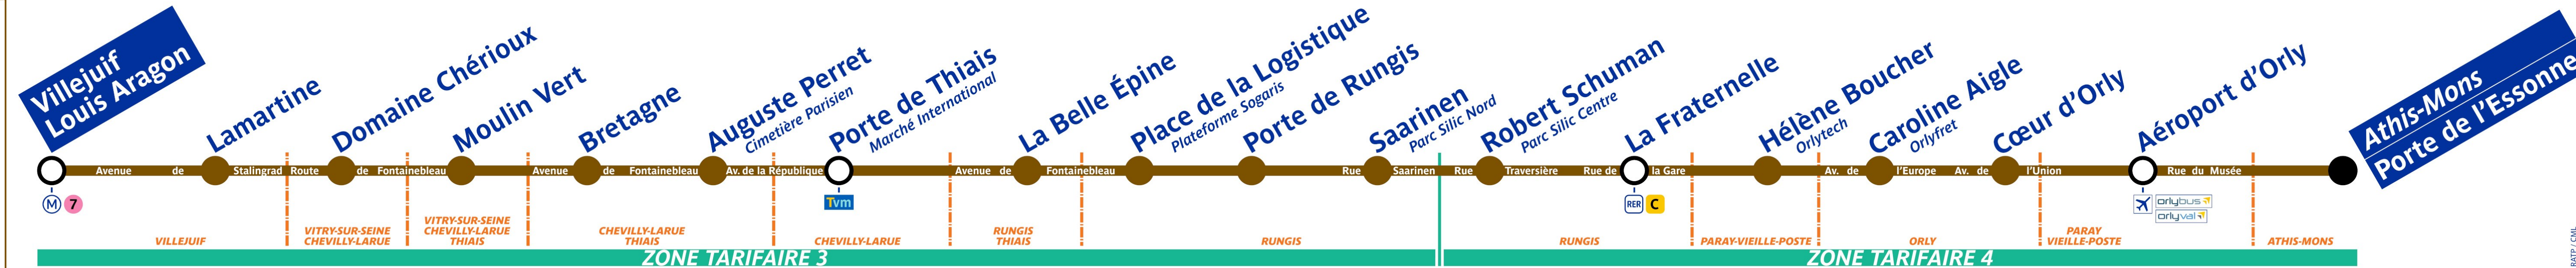 Villejuif
Louis Aragon
Lamartine
Domaine Chérioux
Moulin Vert
Bretagne
Auguste Perret
Cimetière Parisien
Porte de Thiais
Marché International
La Belle Épine
Place de la Logistique
Plateforme Sogaris
Porte de Rungis
Saarinen
Parc Silic Nord
Robert Schuman
Parc Silic Centre
La Fraternelle
Hélène Boucher
Orlytech
Caroline Aigle
Orlyfret
Cœur d'Orly
Aéroport d'Orly
Athis-Mons
Porte de l'Essonne
Avenue de Stalingrad Route de Fontainebleau Avenue de Fontainebleau Av. de la République Avenue de Fontainebleau Rue Saarinen Rue Traversière Rue de la Gare Av. de l'Europe Av. de l'Union Rue du Musée
M 7
Tvm
RER C
orlybus
orlyval
VILLEJUIF
VITRY-SUR-SEINE
CHEVILLY-LARUE
VITRY-SUR-SEINE
CHEVILLY-LARUE
THIAIS
CHEVILLY-LARUE
THIAIS
CHEVILLY-LARUE
RUNGIS
THIAIS
RUNGIS
RUNGIS
PARAY-VIEILLE-POSTE
ORLY
PARAY
VIEILLE-POSTE
ATHIS-MONS
ZONE TARIFAIRE 3
ZONE TARIFAIRE 4
RATP / CML